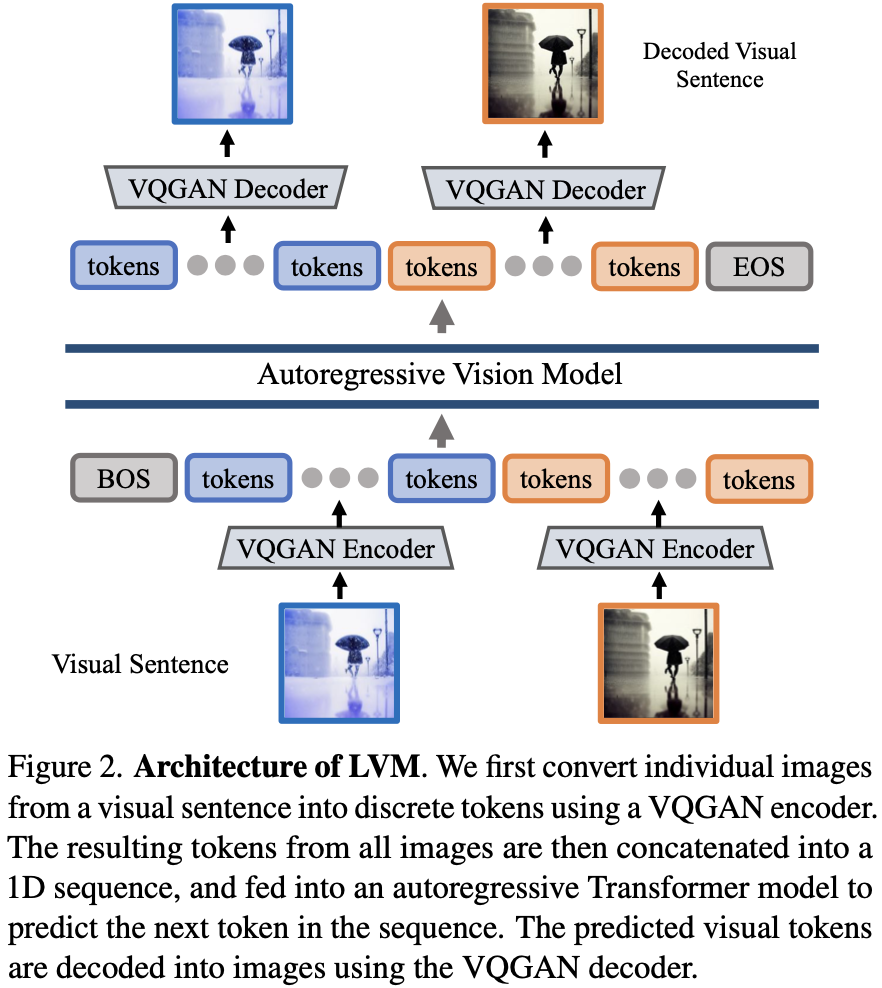 Decoded Visual
Sentence
VQGAN Decoder VQGAN Decoder
tokens tokens tokens tokens EOS
Autoregressive Vision Model
BOS tokens tokens tokens tokens
VQGAN Encoder VQGAN Encoder
Visual Sentence
Figure 2. Architecture of LVM. We first convert individual images
from a visual sentence into discrete tokens using a VQGAN encoder.
The resulting tokens from all images are then concatenated into a
1D sequence, and fed into an autoregressive Transformer model to
predict the next token in the sequence. The predicted visual tokens
are decoded into images using the VQGAN decoder.